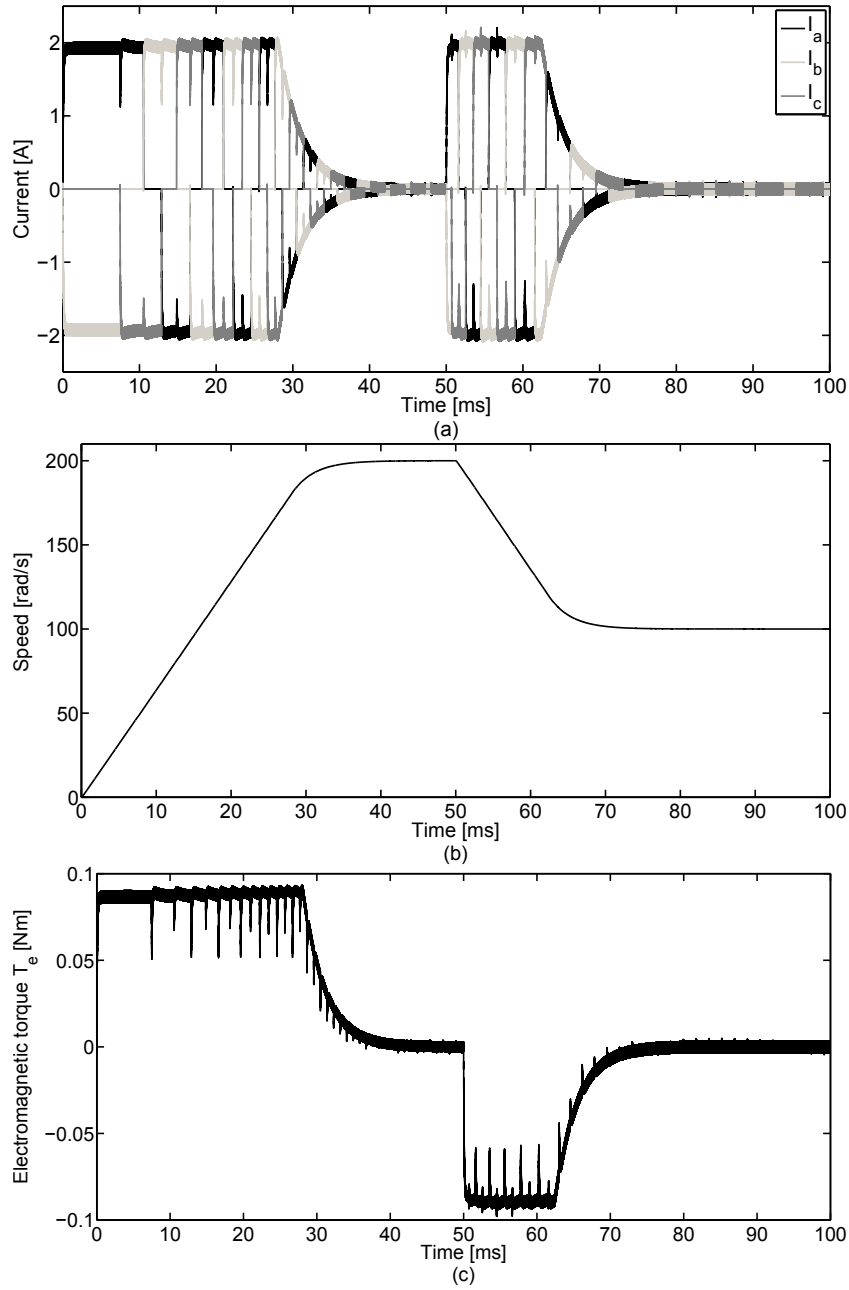 2
1
0
−1
−2
Current [A]
I_a
I_b
I_c
0 10 20 30 40 50 60 70 80 90 100
Time [ms]
(a)
200
150
100
50
0
Speed [rad/s]
0 10 20 30 40 50 60 70 80 90 100
Time [ms]
(b)
0.1
0.05
0
−0.05
−0.1
Electromagnetic torque T_e [Nm]
0 10 20 30 40 50 60 70 80 90 100
Time [ms]
(c)